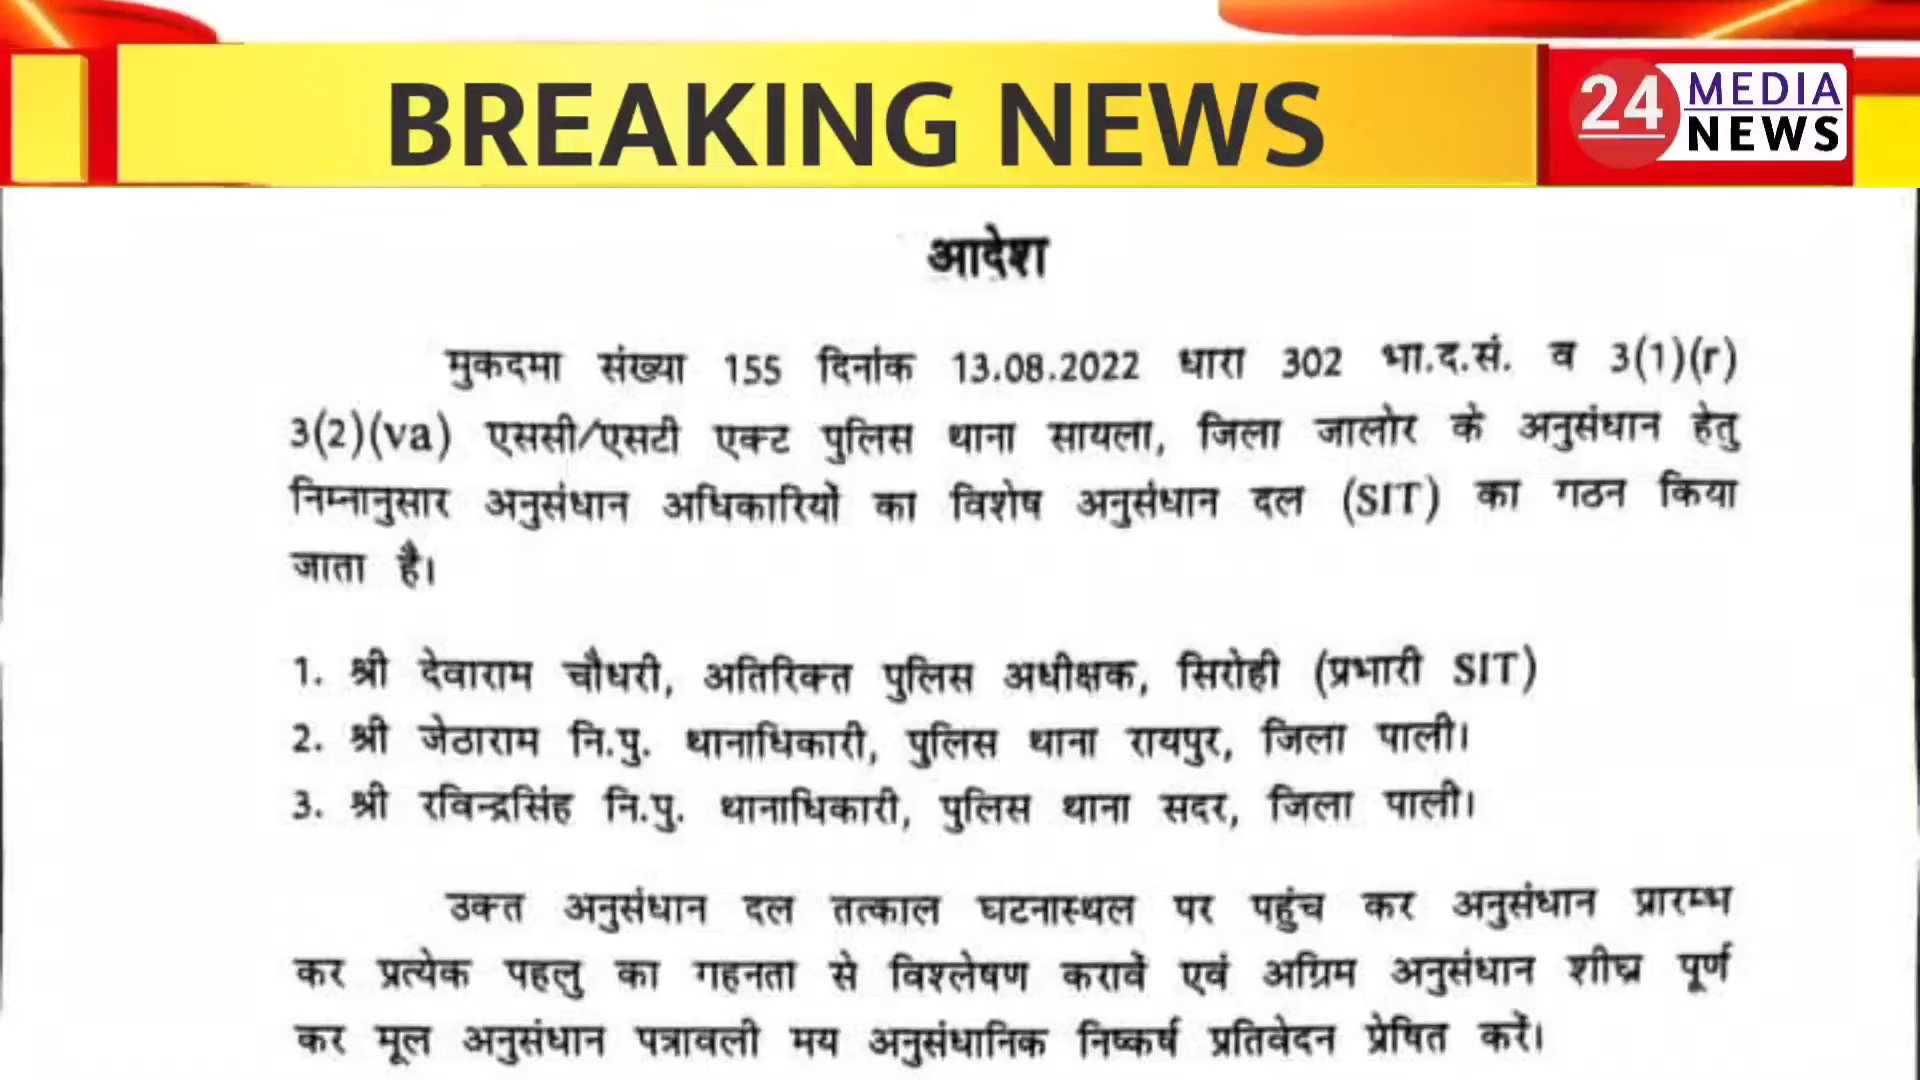 BREAKING NEWS
24 MEDIA NEWS
आदेश
मुकदमा संख्या 155 दिनांक 13.08.2022 धारा 302 भा.द.सं. व 3(1)(r)
3(2)(va) एससी/एसटी एक्ट पुलिस थाना सायला, जिला जालोर के अनुसंधान हेतु
निम्नानुसार अनुसंधान अधिकारियों का विशेष अनुसंधान दल (SIT) का गठन किया
जाता है।
1. श्री देवाराम चौधरी, अतिरिक्त पुलिस अधीक्षक, सिरोही (प्रभारी SIT)
2. श्री जेठाराम नि.पु. थानाधिकारी, पुलिस थाना रायपुर, जिला पाली।
3. श्री रविन्द्रसिंह नि.पु. थानाधिकारी, पुलिस थाना सदर, जिला पाली।
उक्त अनुसंधान दल तत्काल घटनास्थल पर पहुंच कर अनुसंधान प्रारम्भ
कर प्रत्येक पहलु का गहनता से विश्लेषण करावें एवं अग्रिम अनुसंधान शीघ्र पूर्ण
कर मूल अनुसंधान पत्रावली मय अनुसंधानिक निष्कर्ष प्रतिवेदन प्रेषित करें।